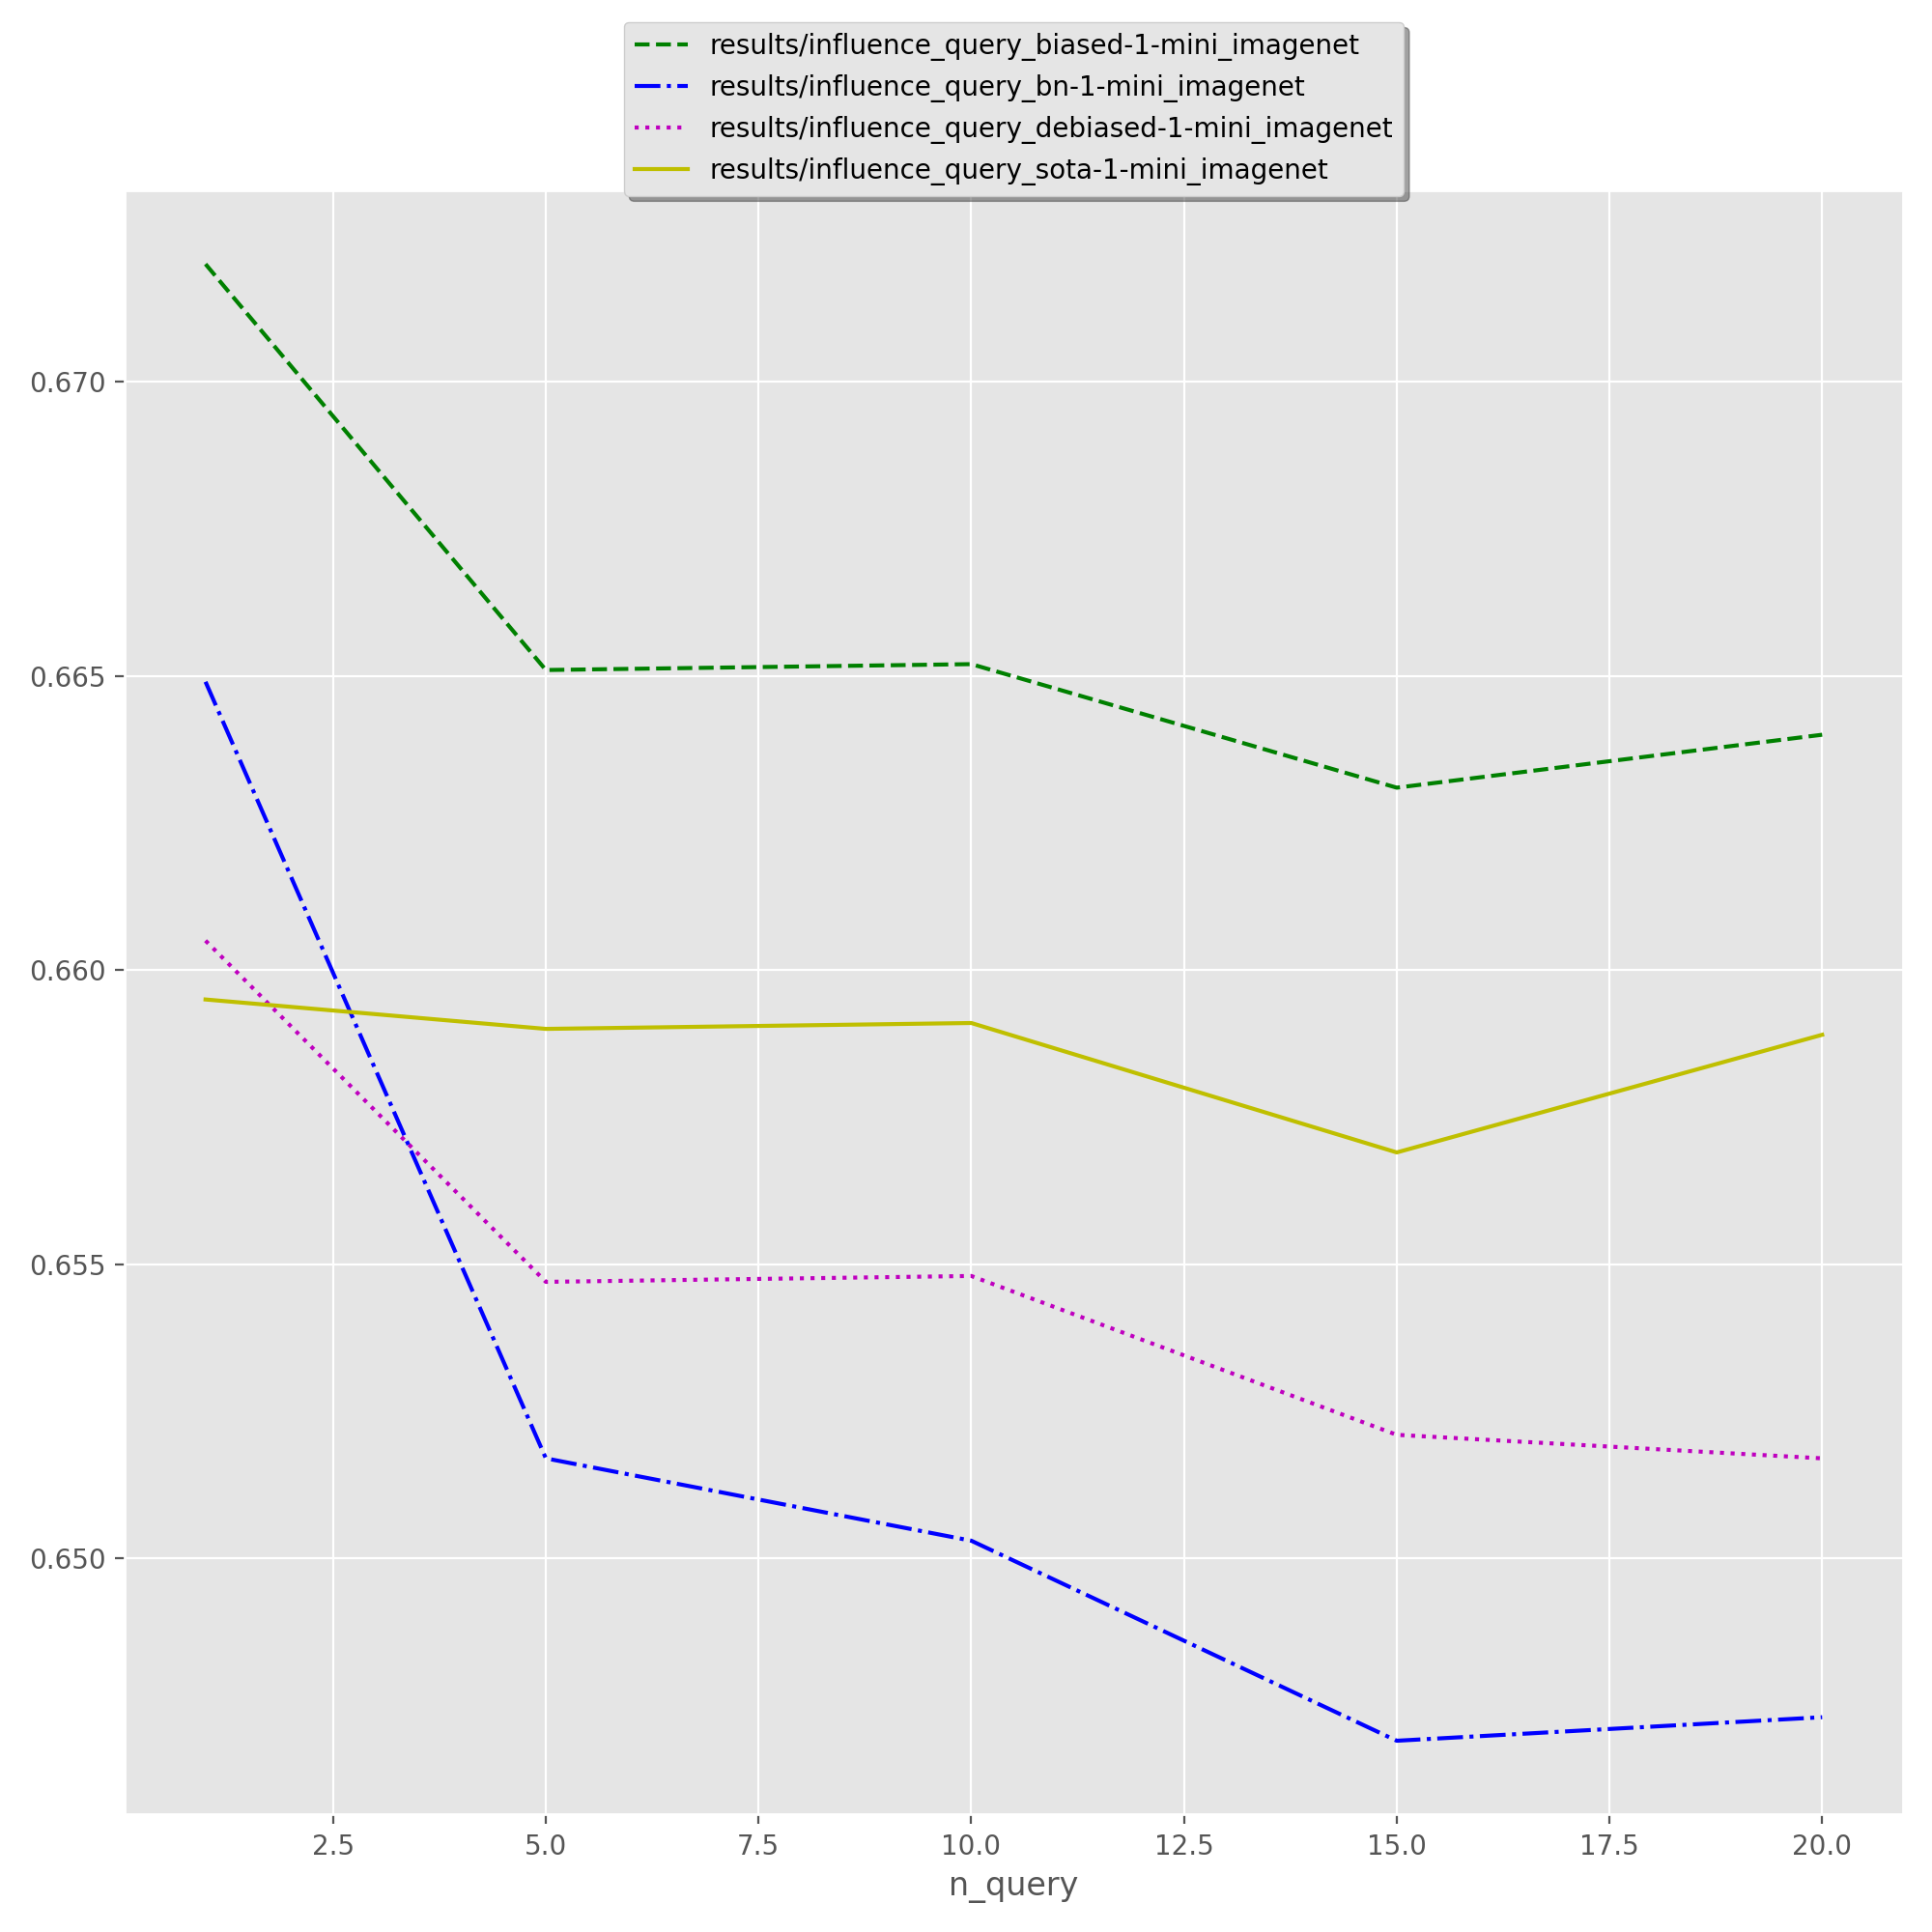 results/influence_query_biased-1-mini_imagenet
results/influence_query_bn-1-mini_imagenet
results/influence_query_debiased-1-mini_imagenet
results/influence_query_sota-1-mini_imagenet
0.670
0.665
0.660
0.655
0.650
2.5 5.0 7.5 10.0 12.5 15.0 17.5 20.0
n_query